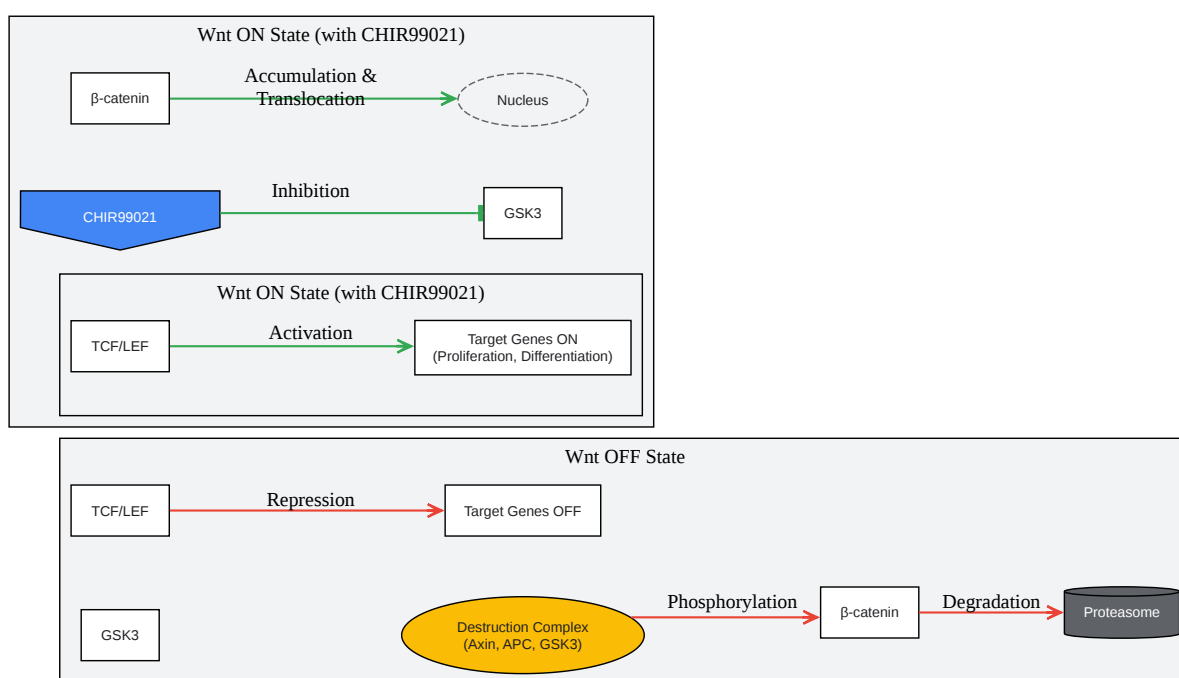 Wnt ON State (with CHIR99021)
β-catenin
Accumulation &
Translocation
Nucleus
CHIR99021
Inhibition
GSK3
Wnt ON State (with CHIR99021)
TCF/LEF
Activation
Target Genes ON
(Proliferation, Differentiation)
Wnt OFF State
TCF/LEF
Repression
Target Genes OFF
GSK3
Destruction Complex
(Axin, APC, GSK3)
Phosphorylation
β-catenin
Degradation
Proteasome